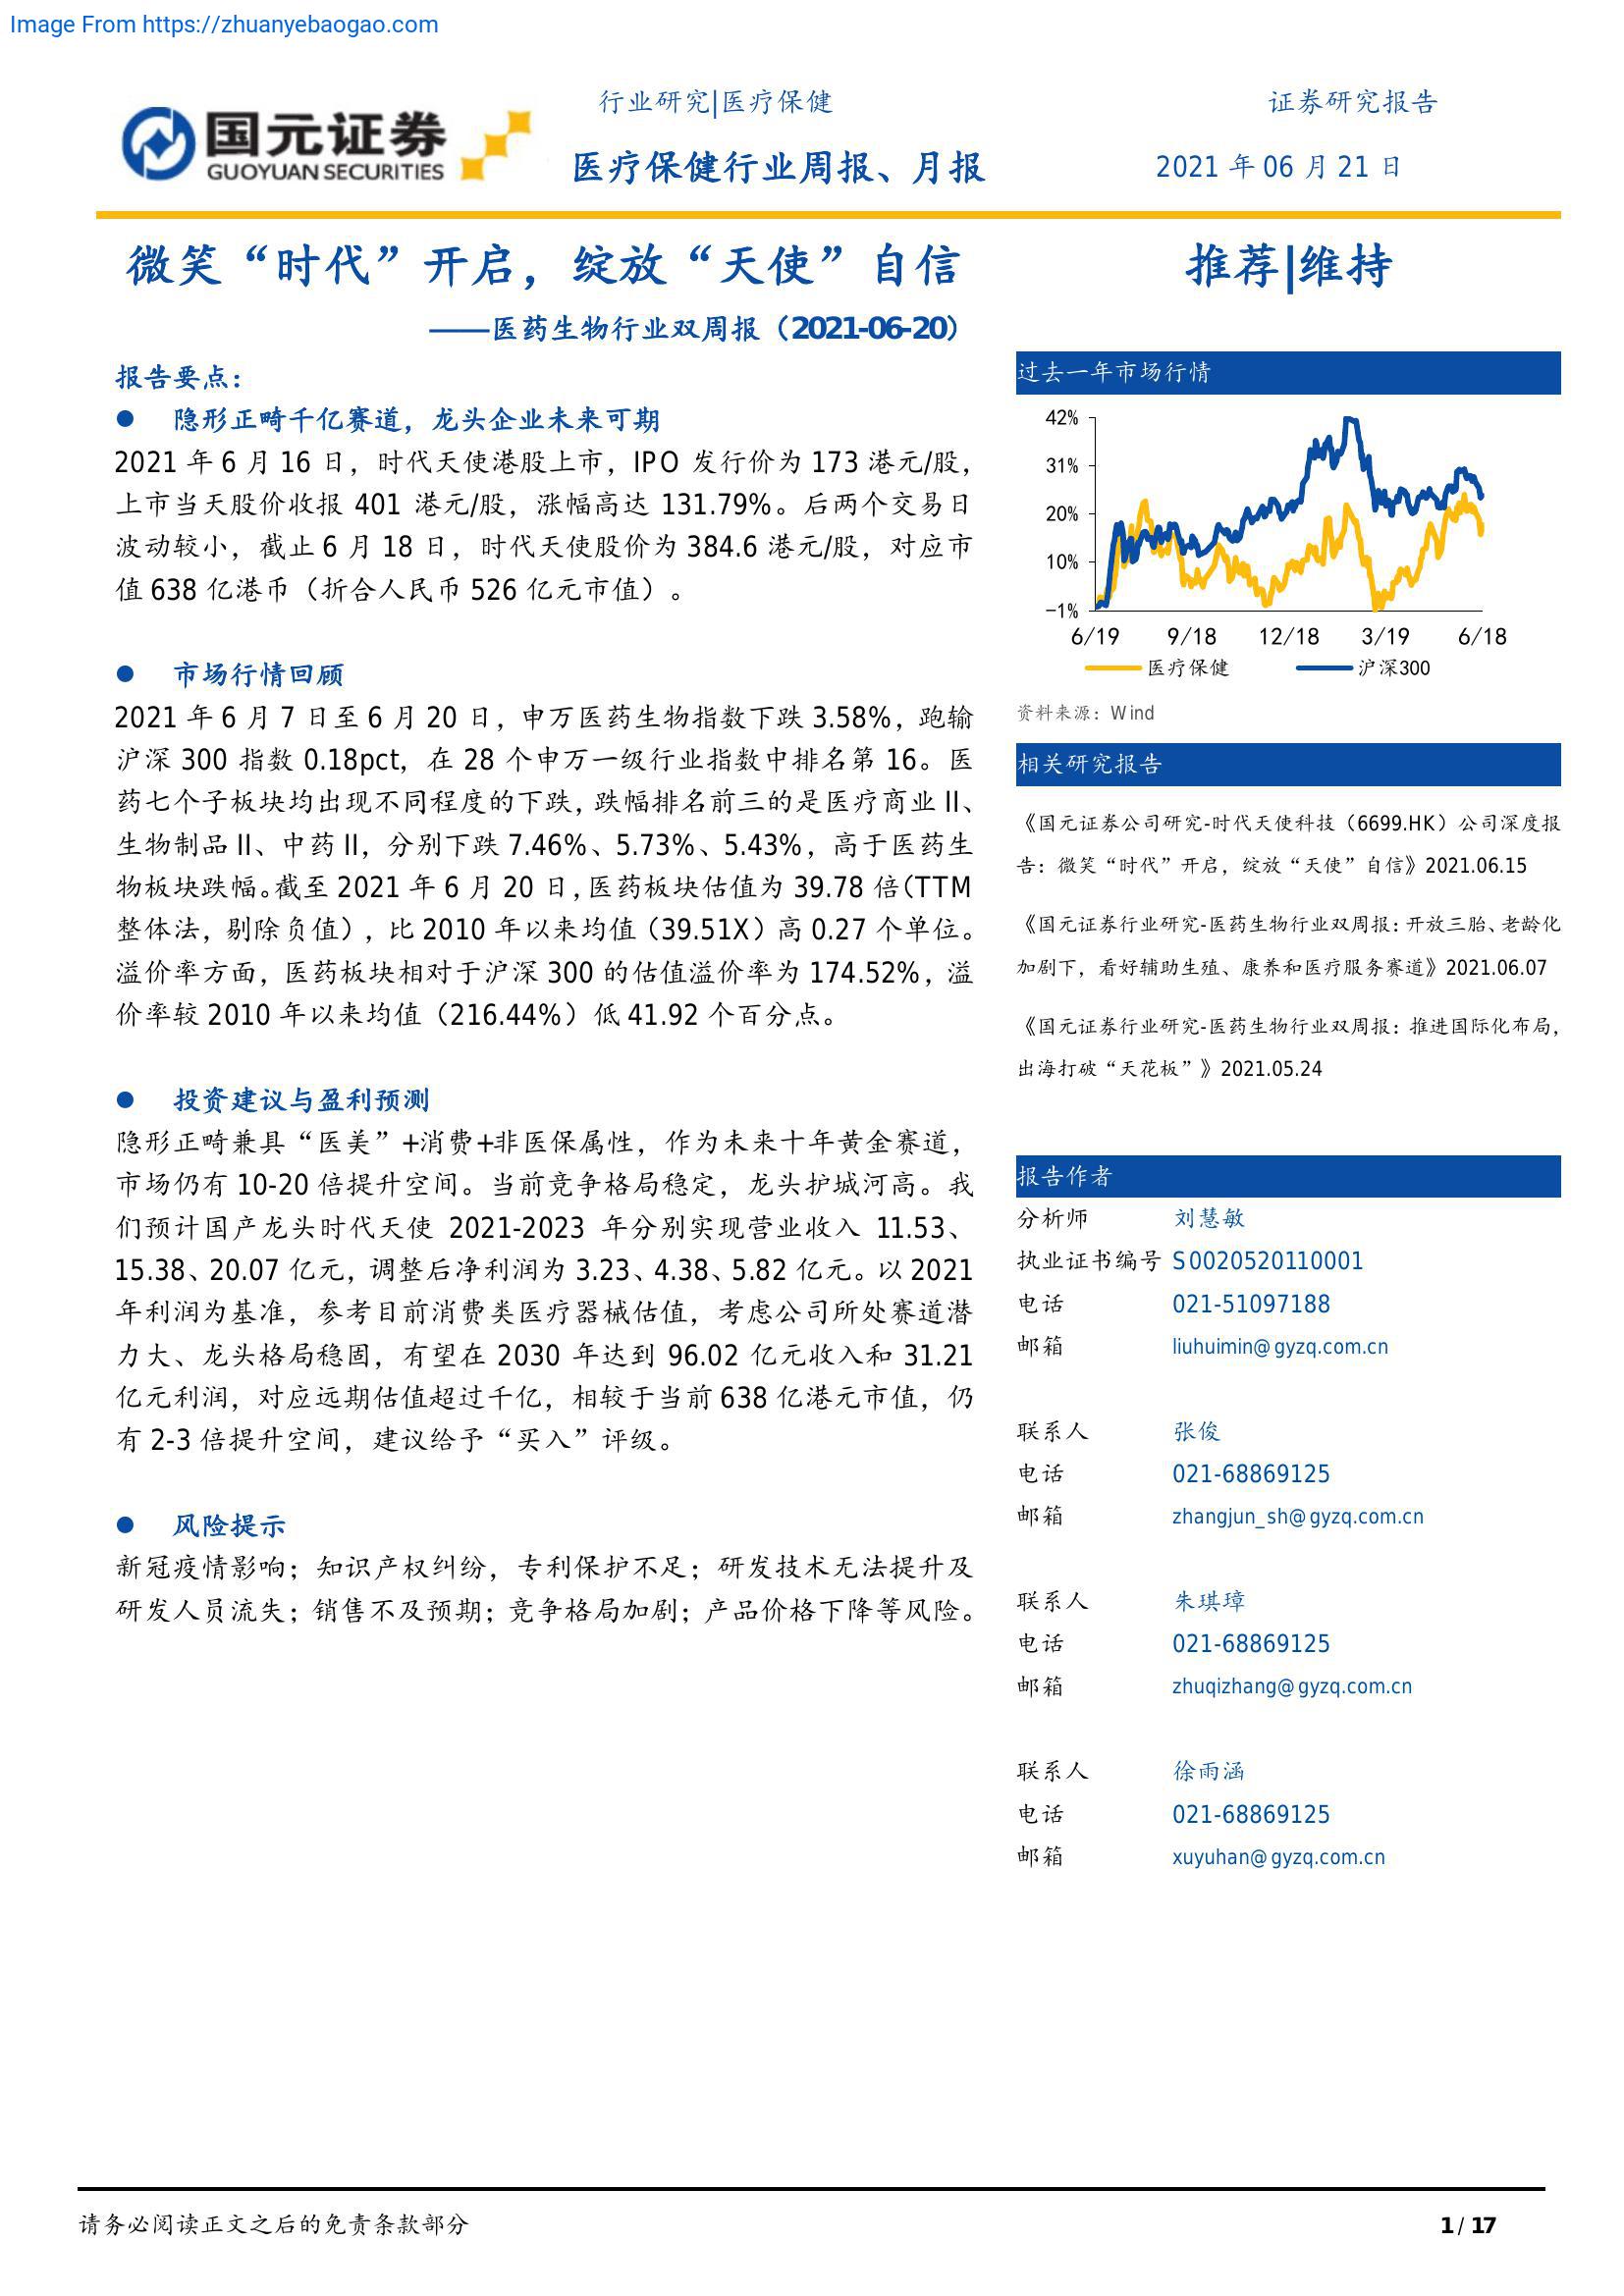 Image From https://zhuanyebaogao.com
国元证券
GUOYUAN SECURITIES
行业研究|医疗保健
证券研究报告
医疗保健行业周报、月报
2021 年 06 月 21 日
微笑“时代”开启，绽放“天使”自信
推荐|维持
——医药生物行业双周报（2021-06-20）
报告要点：
● 隐形正畸千亿赛道，龙头企业未来可期
2021 年 6 月 16 日，时代天使港股上市，IPO 发行价为 173 港元/股，
上市当天股价收报 401 港元/股，涨幅高达 131.79%。后两个交易日
波动较小，截止 6 月 18 日，时代天使股价为 384.6 港元/股，对应市
值 638 亿港币（折合人民币 526 亿元市值）。
● 市场行情回顾
2021 年 6 月 7 日至 6 月 20 日，申万医药生物指数下跌 3.58%，跑输
沪深 300 指数 0.18pct，在 28 个申万一级行业指数中排名第 16。医
药七个子板块均出现不同程度的下跌，跌幅排名前三的是医疗商业 II、
生物制品 II、中药 II，分别下跌 7.46%、5.73%、5.43%，高于医药生
物板块跌幅。截至 2021 年 6 月 20 日，医药板块估值为 39.78 倍（TTM
整体法，剔除负值），比 2010 年以来均值（39.51X）高 0.27 个单位。
溢价率方面，医药板块相对于沪深 300 的估值溢价率为 174.52%，溢
价率较 2010 年以来均值（216.44%）低 41.92 个百分点。
● 投资建议与盈利预测
隐形正畸兼具“医美”+消费+非医保属性，作为未来十年黄金赛道，
市场仍有 10-20 倍提升空间。当前竞争格局稳定，龙头护城河高。我
们预计国产龙头时代天使 2021-2023 年分别实现营业收入 11.53、
15.38、20.07 亿元，调整后净利润为 3.23、4.38、5.82 亿元。以 2021
年利润为基准，参考目前消费类医疗器械估值，考虑公司所处赛道潜
力大、龙头格局稳固，有望在 2030 年达到 96.02 亿元收入和 31.21
亿元利润，对应远期估值超过千亿，相较于当前 638 亿港元市值，仍
有 2-3 倍提升空间，建议给予“买入”评级。
● 风险提示
新冠疫情影响；知识产权纠纷，专利保护不足；研发技术无法提升及
研发人员流失；销售不及预期；竞争格局加剧；产品价格下降等风险。
过去一年市场行情
42%
31%
20%
10%
-1%
6/19 9/18 12/18 3/19 6/18
医疗保健 沪深300
资料来源：Wind
相关研究报告
《国元证券公司研究-时代天使科技（6699.HK）公司深度报
告：微笑“时代”开启，绽放“天使”自信》2021.06.15
《国元证券行业研究-医药生物行业双周报：开放三胎、老龄化
加剧下，看好辅助生殖、康养和医疗服务赛道》2021.06.07
《国元证券行业研究-医药生物行业双周报：推进国际化布局，
出海打破“天花板”》2021.05.24
报告作者
分析师 刘慧敏
执业证书编号 S0020520110001
电话 021-51097188
邮箱 liuhuimin@gyzq.com.cn
联系人 张俊
电话 021-68869125
邮箱 zhangjun_sh@gyzq.com.cn
联系人 朱琪璋
电话 021-68869125
邮箱 zhuqizhang@gyzq.com.cn
联系人 徐雨涵
电话 021-68869125
邮箱 xuyuhan@gyzq.com.cn
请务必阅读正文之后的免责条款部分
1 / 17